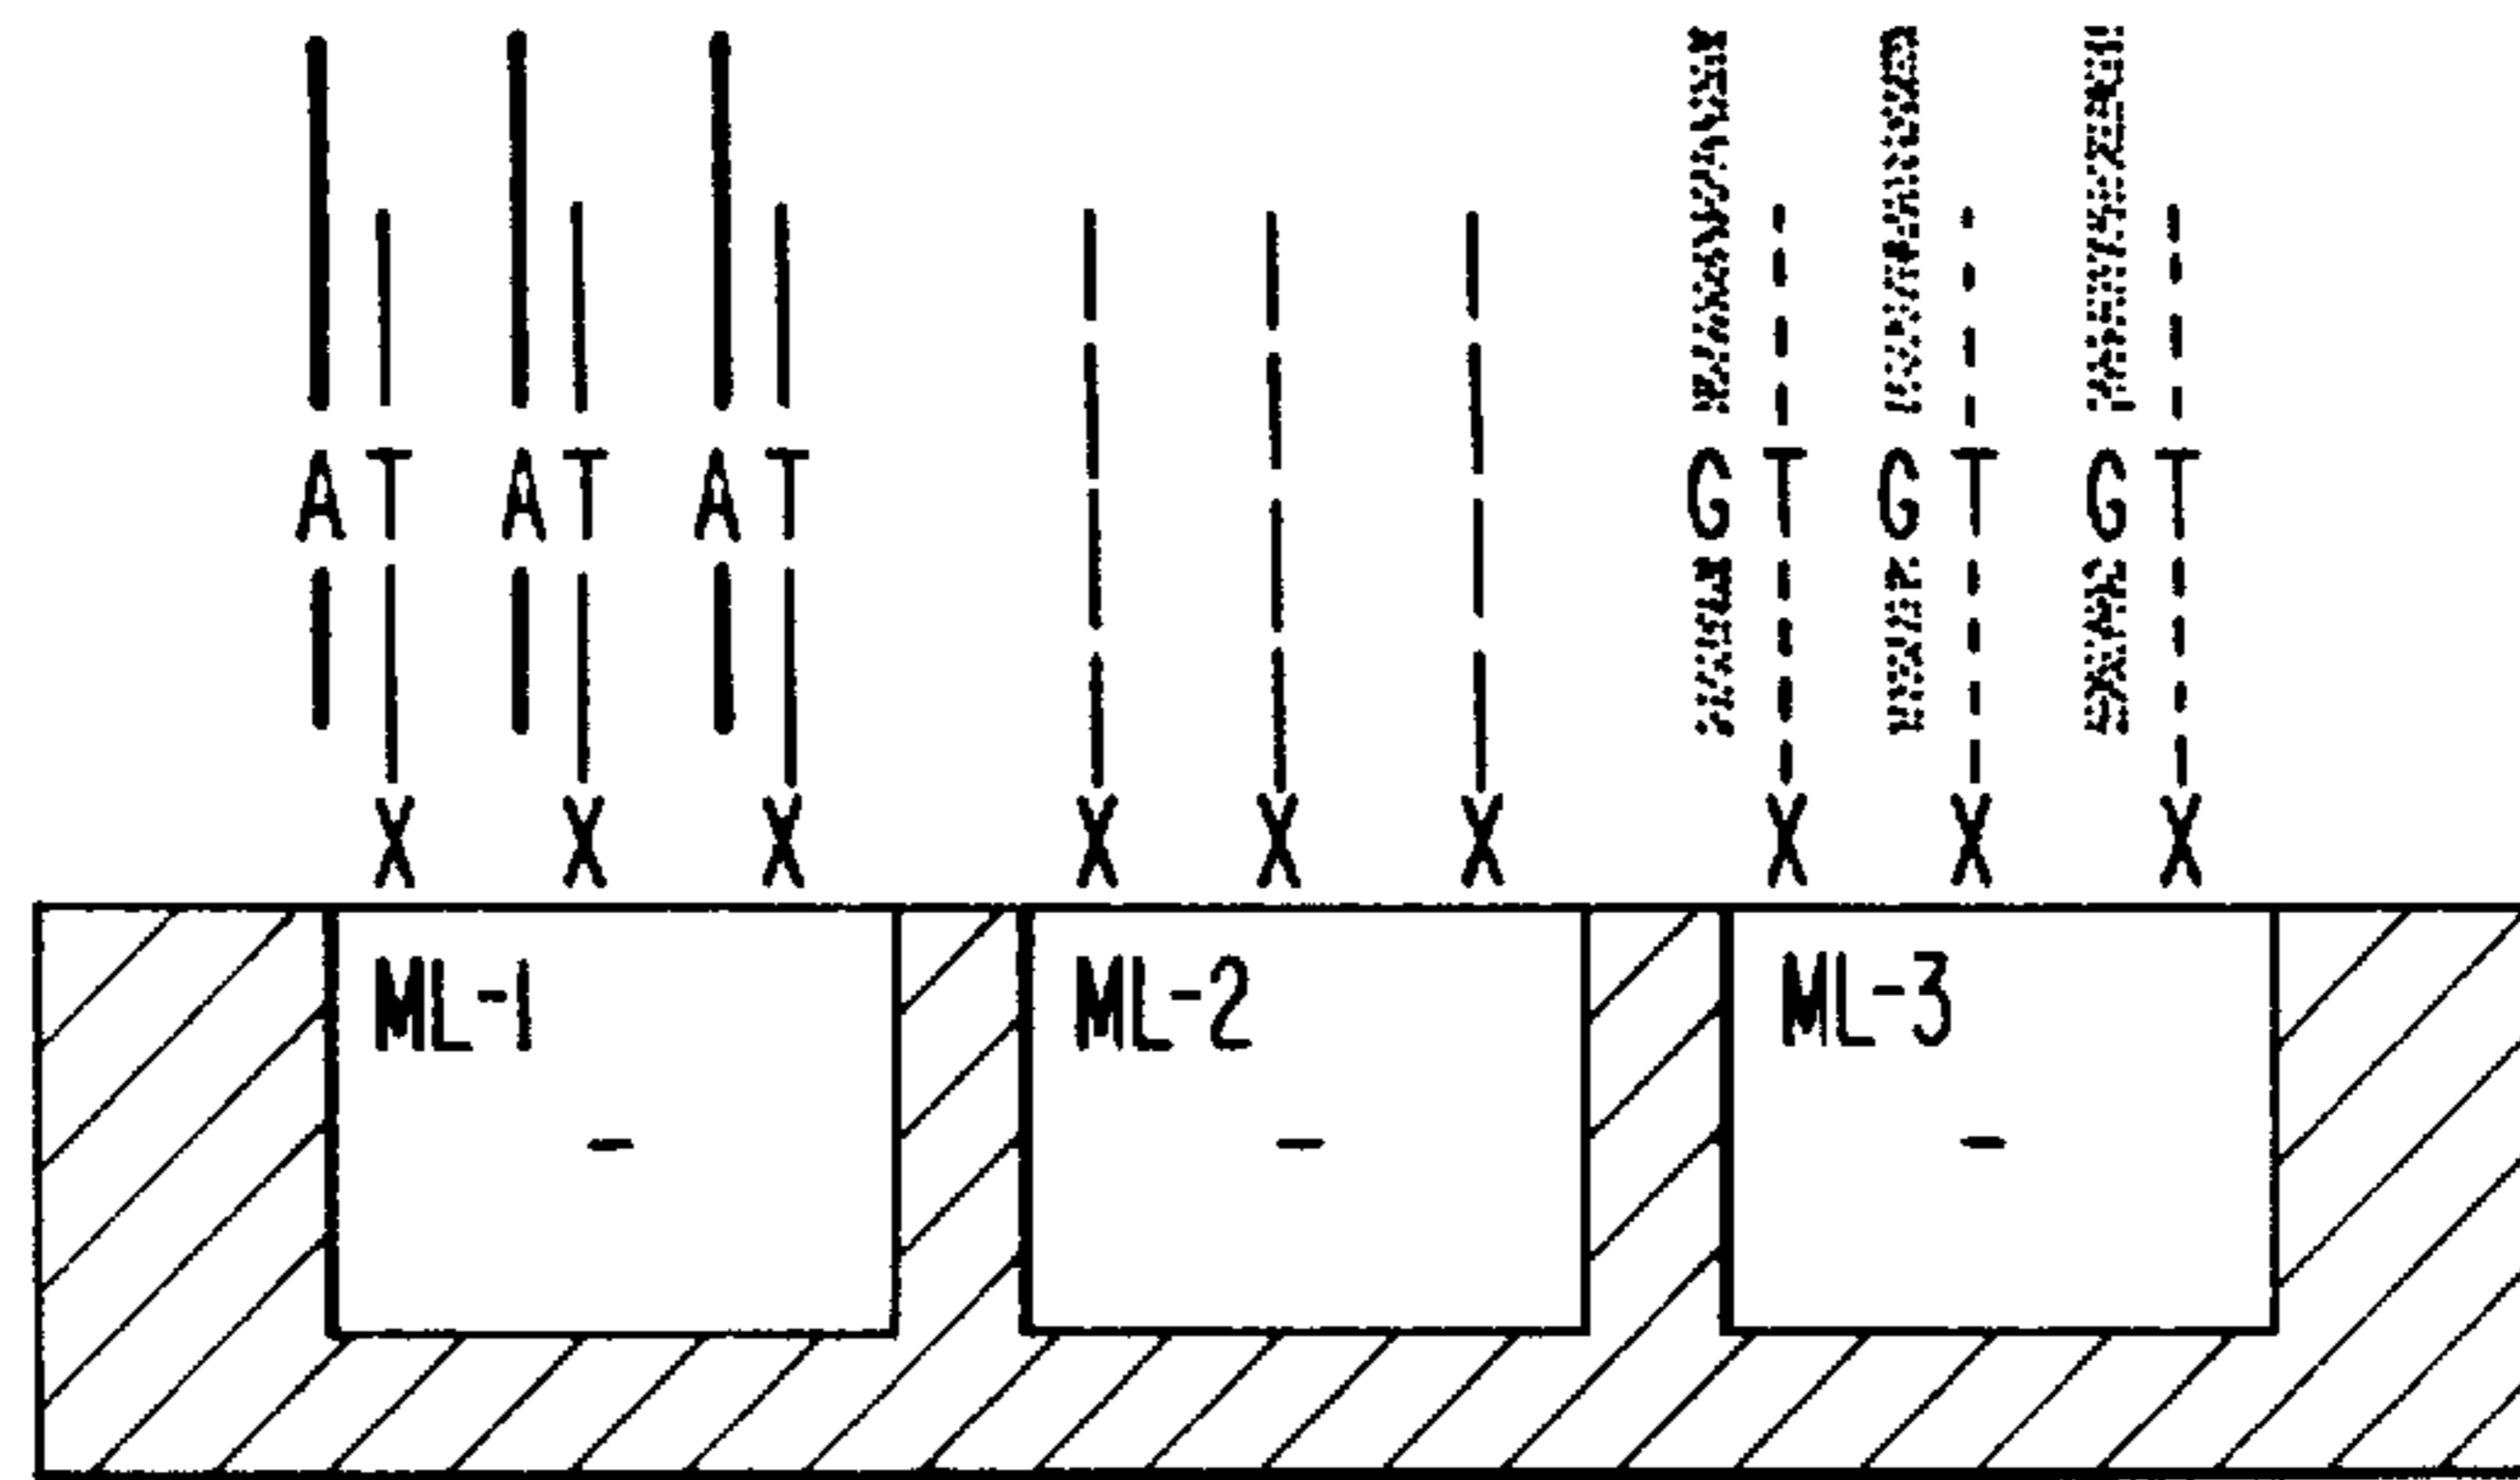 A T A T A T G T G T G T
X X X X X X X X X
ML-1 ML-2 ML-3
- - -